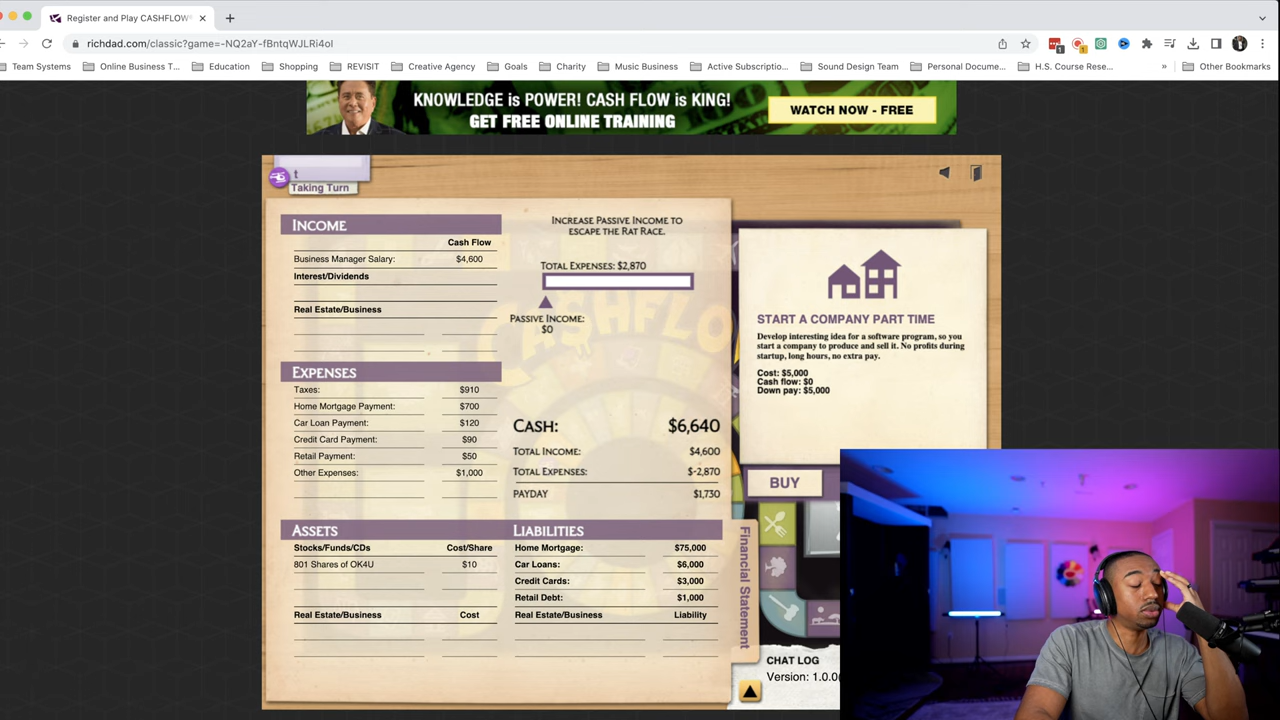 Register and Play CASHFLOW
richdad.com/classic?game=-NQ2aY-fBntqWJLRi4oI
Team Systems
Online Business T...
Education
Shopping
REVISIT
Creative Agency
Goals
Charity
Music Business
Active Subscriptio...
Sound Design Team
Personal Docume...
H.S. Course Rese...
»
Other Bookmarks
KNOWLEDGE is POWER! CASH FLOW is KING!
GET FREE ONLINE TRAINING
WATCH NOW - FREE
t
Taking Turn
INCOME
Cash Flow
Business Manager Salary: $4,600
Interest/Dividends
Real Estate/Business
INCREASE PASSIVE INCOME TO
ESCAPE THE RAT RACE.
TOTAL EXPENSES: $2,870
PASSIVE INCOME:
$0
EXPENSES
Taxes: $910
Home Mortgage Payment: $700
Car Loan Payment: $120
Credit Card Payment: $90
Retail Payment: $50
Other Expenses: $1,000
CASH: $6,640
TOTAL INCOME: $4,600
TOTAL EXPENSES: $-2,870
PAYDAY $1,730
ASSETS
Stocks/Funds/CDs Cost/Share
801 Shares of OK4U $10
Real Estate/Business Cost
LIABILITIES
Home Mortgage: $75,000
Car Loans: $6,000
Credit Cards: $3,000
Retail Debt: $1,000
Real Estate/Business Liability
Financial Statement
START A COMPANY PART TIME
Develop interesting idea for a software program, so you
start a company to produce and sell it. No profits during
startup, long hours, no extra pay.
Cost: $5,000
Cash flow: $0
Down pay: $5,000
BUY
CHAT LOG
Version: